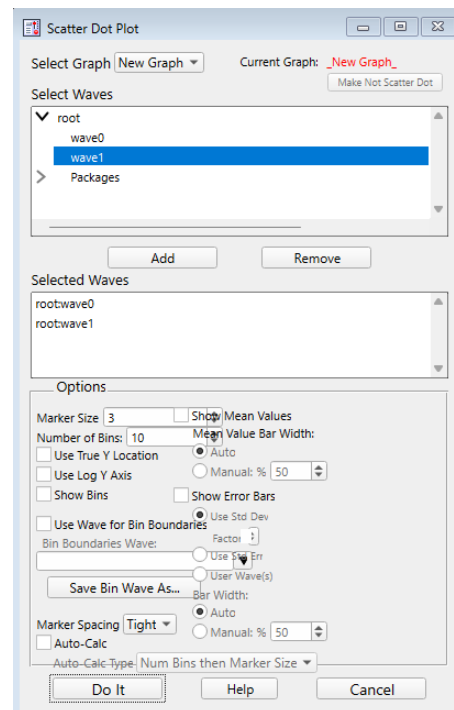 Scatter Dot Plot
Select Graph New Graph Current Graph: _New Graph_
Make Not Scatter Dot
Select Waves
root
wave0
wave1
Packages
Add Remove
Selected Waves
root:wave0
root:wave1
Options
Marker Size 3 Show Mean Values
Number of Bins: 10 Mean Value Bar Width:
Use True Y Location Auto
Use Log Y Axis Manual: % 50
Show Bins Show Error Bars
Use Wave for Bin Boundaries Use Std Dev
Bin Boundaries Wave: Factor
Use Std Err
Save Bin Wave As... User Wave(s)
Bar Width:
Marker Spacing Tight Auto
Auto-Calc Manual: % 50
Auto-Calc Type Num Bins then Marker Size
Do It Help Cancel